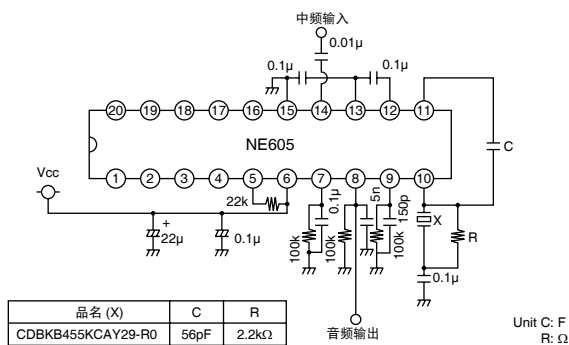 中频输入
0.01μ
0.1μ
0.1μ
20 19 18 17 16 15 14 13 12 11
NE605
C
Vcc
1 2 3 4 5 6 7 8 9 10
22k
+
22μ
0.1μ
100k
0.1μ
100k
5n
100k
150p
X
R
0.1μ
音频输出
品名 (X) C R
CDBKB455KCAY29-R0 56pF 2.2kΩ
Unit C: F
R: Ω